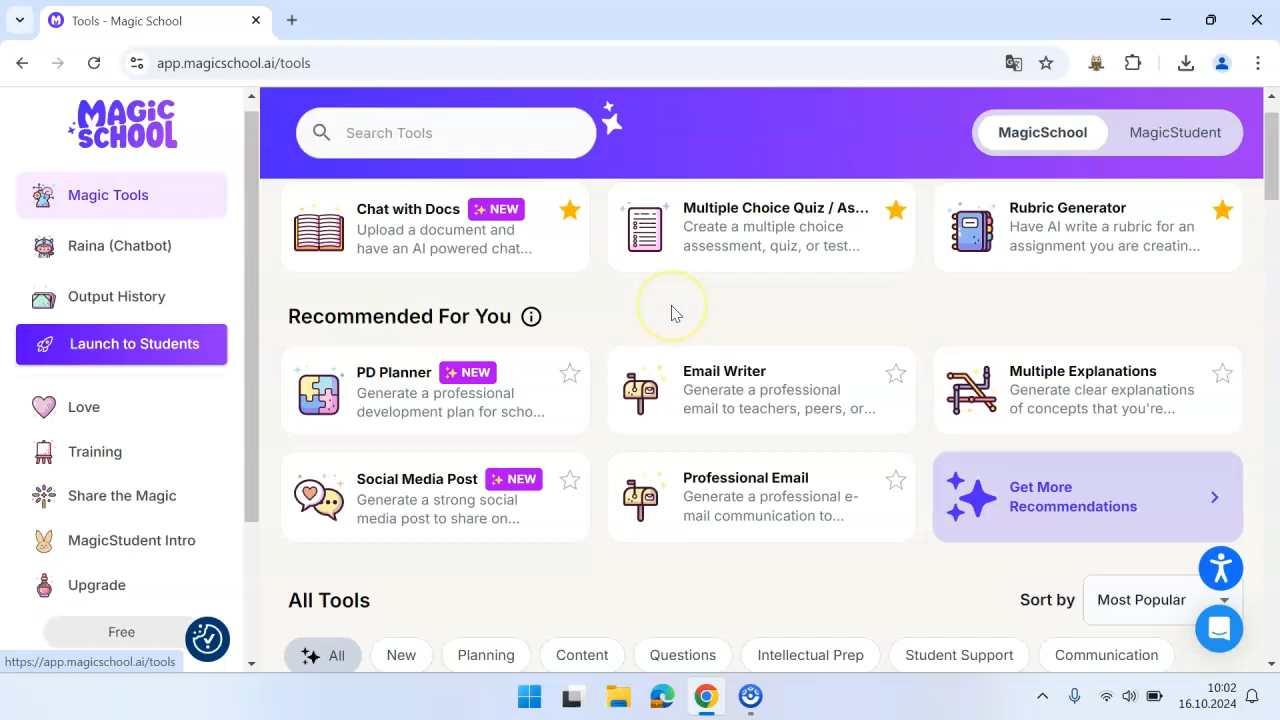 Tools - Magic School
app.magicschool.ai/tools
MAGIC
SCHOOL
Search Tools
MagicSchool
MagicStudent
Magic Tools
Raina (Chatbot)
Output History
Launch to Students
Love
Training
Share the Magic
MagicStudent Intro
Upgrade
Free
https://app.magicschool.ai/tools
Chat with Docs NEW
Upload a document and
have an AI powered chat...
Multiple Choice Quiz / As...
Create a multiple choice
assessment, quiz, or test...
Rubric Generator
Have AI write a rubric for an
assignment you are creatin...
Recommended For You
PD Planner NEW
Generate a professional
development plan for scho...
Email Writer
Generate a professional
email to teachers, peers, or...
Multiple Explanations
Generate clear explanations
of concepts that you're...
Social Media Post NEW
Generate a strong social
media post to share on...
Professional Email
Generate a professional e-
mail communication to...
Get More
Recommendations
All Tools
Sort by
Most Popular
All
New
Planning
Content
Questions
Intellectual Prep
Student Support
Communication
10:02
16.10.2024